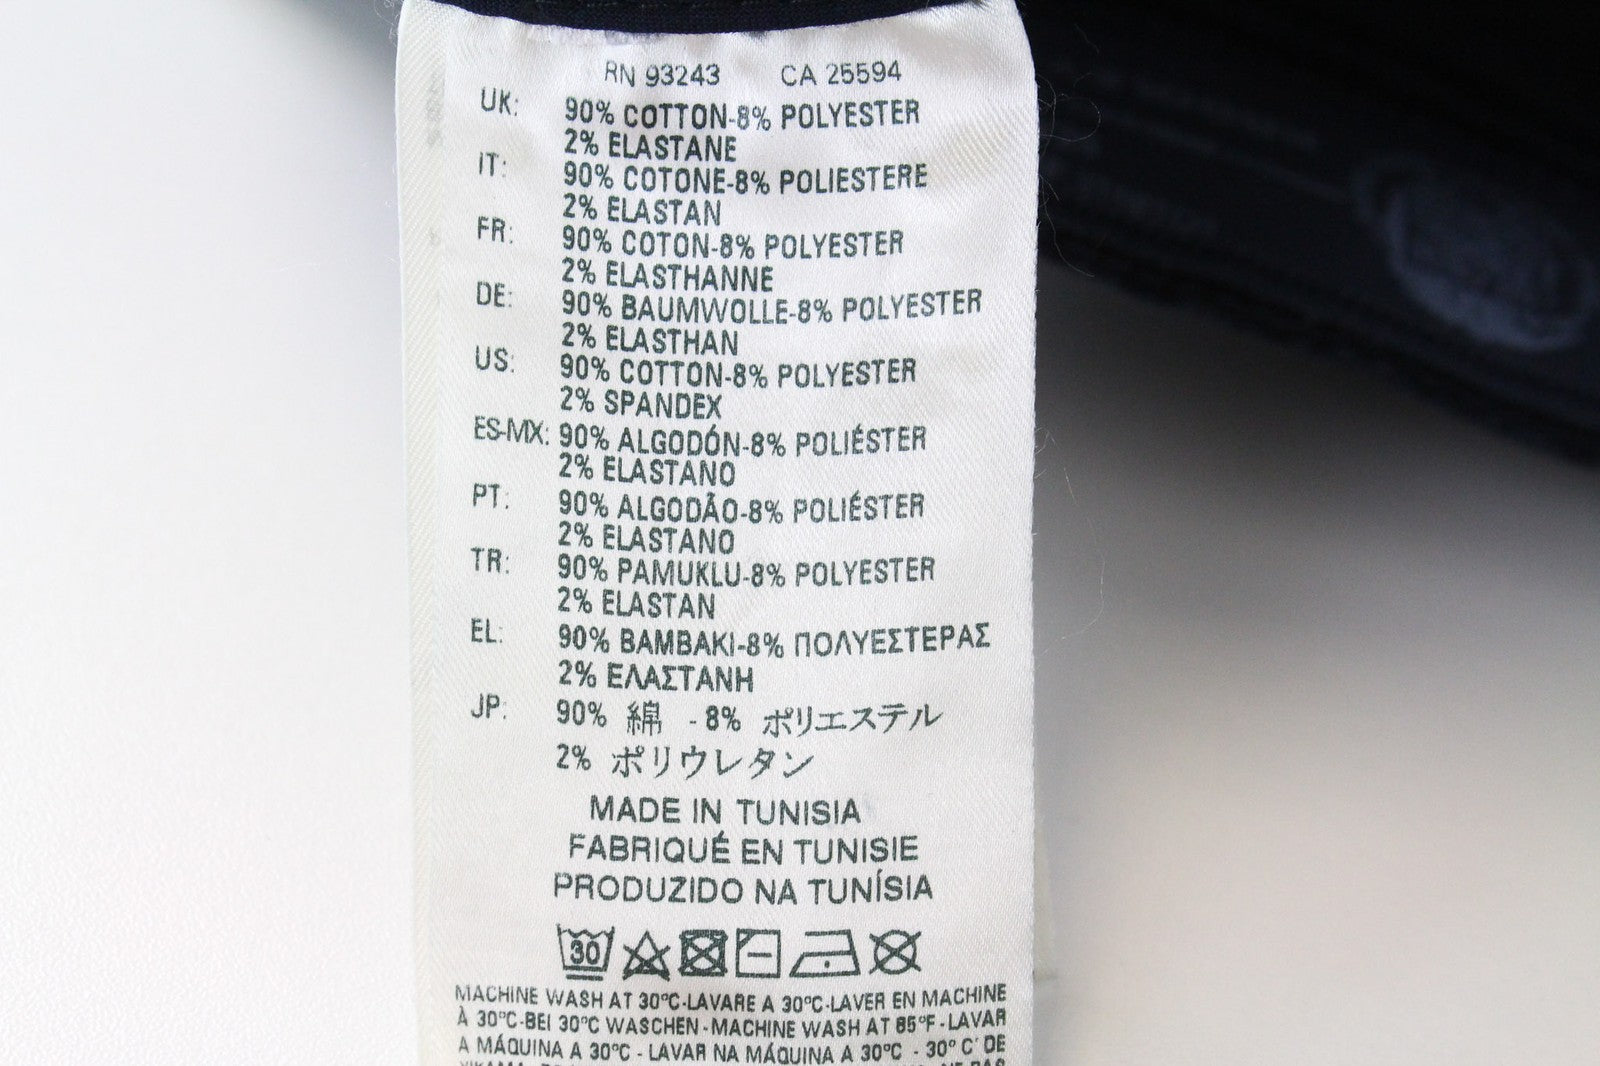 RN 93243 CA 25594
UK: 90% COTTON-8% POLYESTER
2% ELASTANE
IT: 90% COTONE-8% POLIESTERE
2% ELASTAN
FR: 90% COTON-8% POLYESTER
2% ELASTHANNE
DE: 90% BAUMWOLLE-8% POLYESTER
2% ELASTHAN
US: 90% COTTON-8% POLYESTER
2% SPANDEX
ES-MX: 90% ALGODÓN-8% POLIÉSTER
2% ELASTANO
PT: 90% ALGODÃO-8% POLIÉSTER
2% ELASTANO
TR: 90% PAMUKLU-8% POLYESTER
2% ELASTAN
EL: 90% ΒΑΜΒΑΚΙ-8% ΠΟΛΥΕΣΤΕΡΑΣ
2% ΕΛΑΣΤΑΝΗ
JP: 90% 綿 - 8% ポリエステル
2% ポリウレタン
MADE IN TUNISIA
FABRIQUÉ EN TUNISIE
PRODUZIDO NA TUNÍSIA
30
MACHINE WASH AT 30°C-LAVARE A 30°C-LAVER EN MACHINE
À 30°C-BEI 30°C WASCHEN-MACHINE WASH AT 85°F-LAVAR
A MÁQUINA A 30°C - LAVAR NA MÁQUINA A 30°C - 30° C' DE